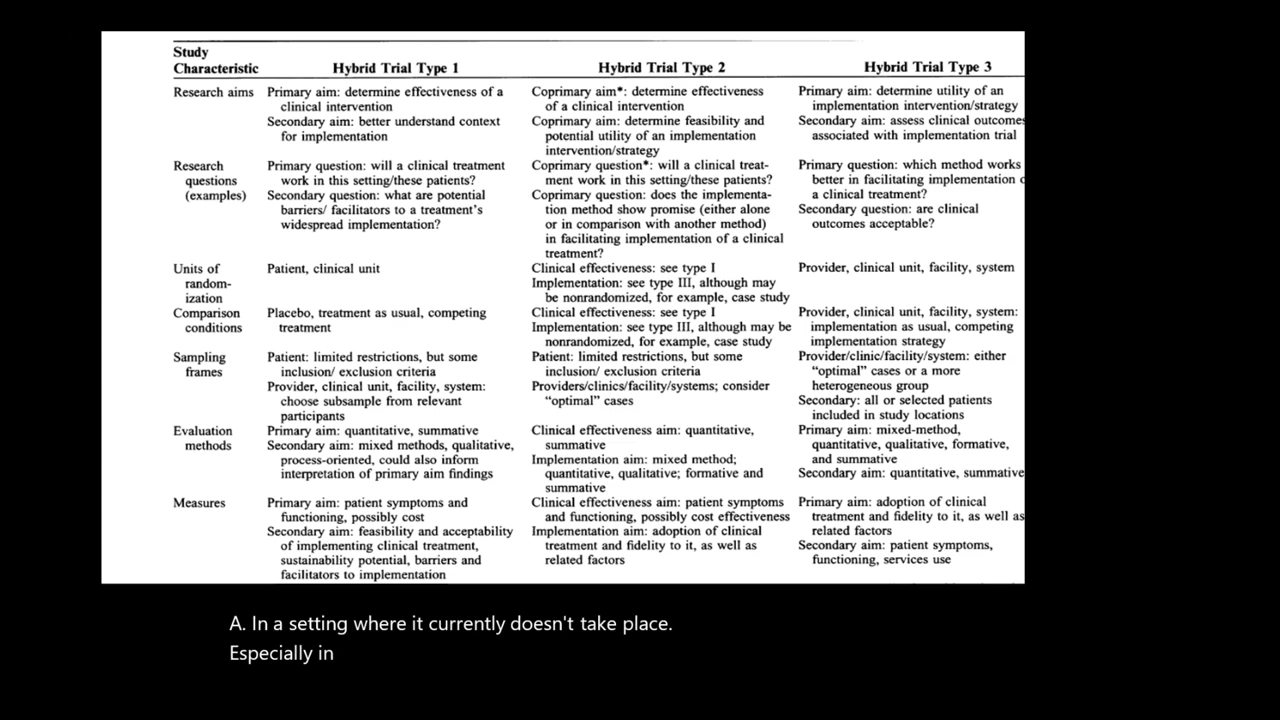 Study
Characteristic
Hybrid Trial Type 1
Hybrid Trial Type 2
Hybrid Trial Type 3
Research aims
Primary aim: determine effectiveness of a
clinical intervention
Secondary aim: better understand context
for implementation
Coprimary aim*: determine effectiveness
of a clinical intervention
Coprimary aim: determine feasibility and
potential utility of an implementation
intervention/strategy
Primary aim: determine utility of an
implementation intervention/strategy
Secondary aim: assess clinical outcomes
associated with implementation trial
Research
questions
(examples)
Primary question: will a clinical treatment
work in this setting/these patients?
Secondary question: what are potential
barriers/ facilitators to a treatment's
widespread implementation?
Coprimary question*: will a clinical treat-
ment work in this setting/these patients?
Coprimary question: does the implementa-
tion method show promise (either alone
or in comparison with another method)
in facilitating implementation of a clinical
treatment?
Primary question: which method works
better in facilitating implementation
a clinical treatment?
Secondary question: are clinical
outcomes acceptable?
Units of
random-
ization
Patient, clinical unit
Clinical effectiveness: see type I
Implementation: see type III, although may
be nonrandomized, for example, case study
Provider, clinical unit, facility, system
Comparison
conditions
Placebo, treatment as usual, competing
treatment
Clinical effectiveness: see type I
Implementation: see type III, although may be
nonrandomized, for example, case study
Provider, clinical unit, facility, system:
implementation as usual, competing
implementation strategy
Sampling
frames
Patient: limited restrictions, but some
inclusion/ exclusion criteria
Provider, clinical unit, facility, system:
choose subsample from relevant
participants
Patient: limited restrictions, but some
inclusion/ exclusion criteria
Providers/clinics/facility/systems; consider
“optimal” cases
Provider/clinic/facility/system: either
“optimal” cases or a more
heterogeneous group
Secondary: all or selected patients
included in study locations
Evaluation
methods
Primary aim: quantitative, summative
Secondary aim: mixed methods, qualitative,
process-oriented, could also inform
interpretation of primary aim findings
Clinical effectiveness aim: quantitative,
summative
Implementation aim: mixed method;
quantitative, qualitative; formative and
summative
Primary aim: mixed-method,
quantitative, qualitative, formative,
and summative
Secondary aim: quantitative, summative
Measures
Primary aim: patient symptoms and
functioning, possibly cost
Secondary aim: feasibility and acceptability
of implementing clinical treatment,
sustainability potential, barriers and
facilitators to implementation
Clinical effectiveness aim: patient symptoms
and functioning, possibly cost effectiveness
Implementation aim: adoption of clinical
treatment and fidelity to it, as well as
related factors
Primary aim: adoption of clinical
treatment and fidelity to it, as well as
related factors
Secondary aim: patient symptoms,
functioning, services use
A. In a setting where it currently doesn't take place.
Especially in